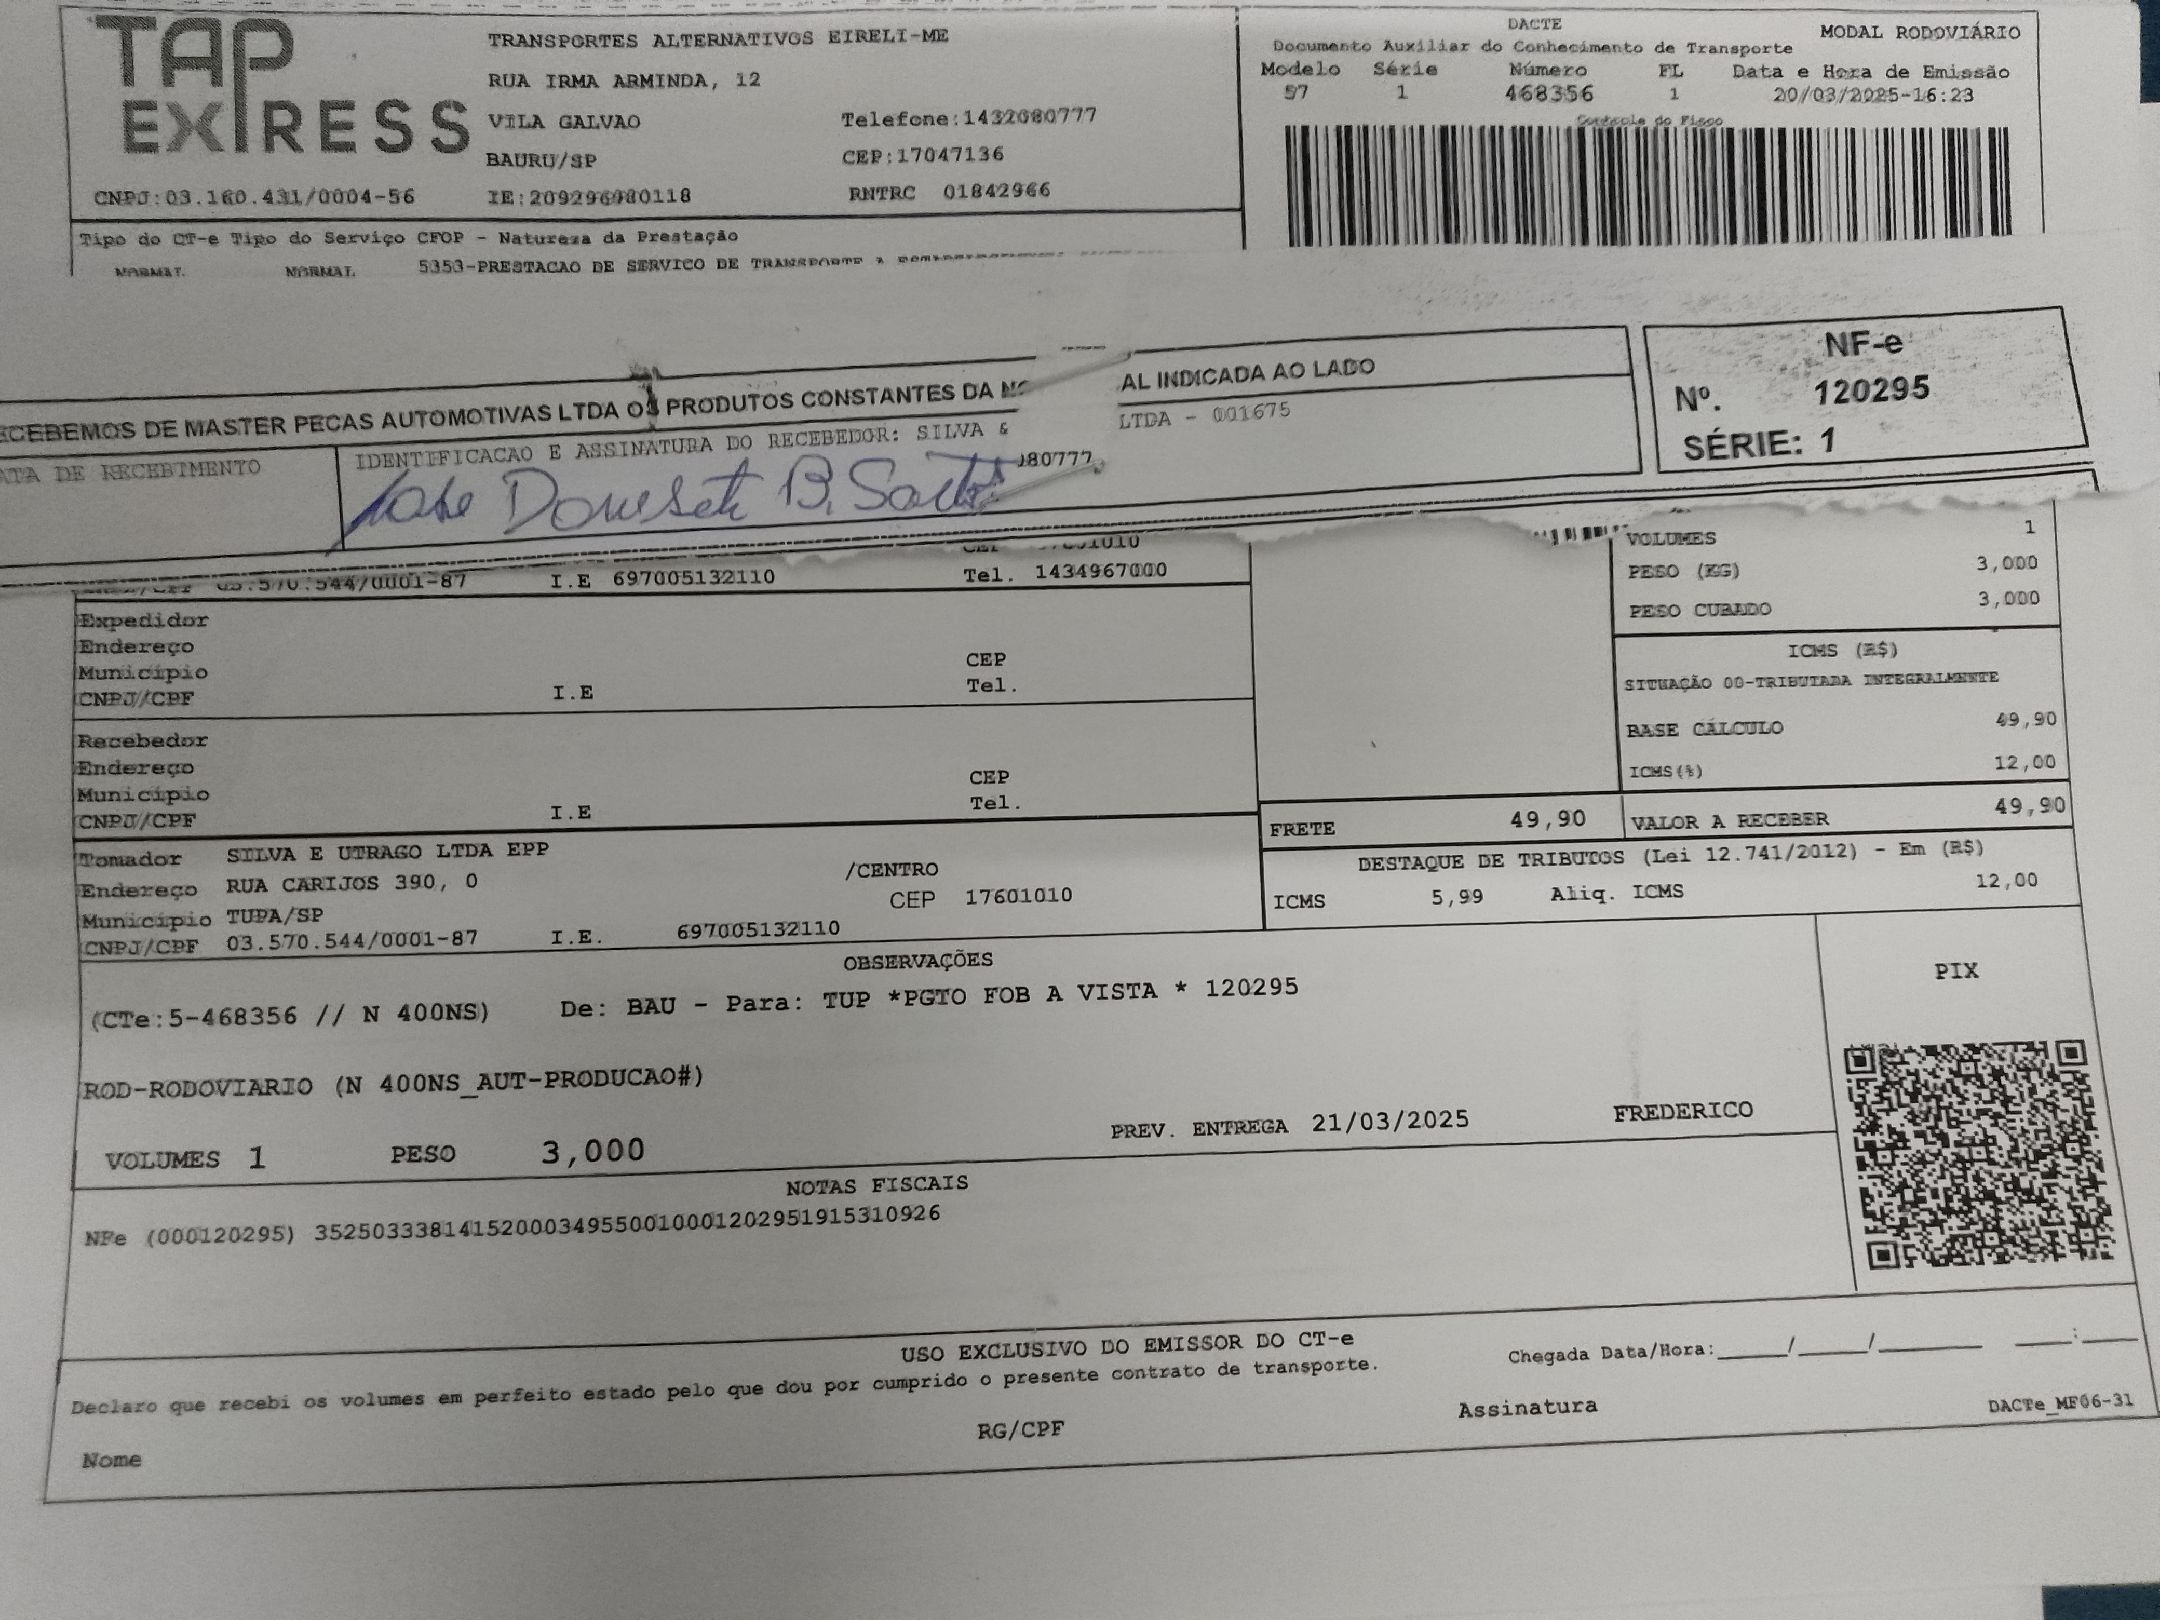 TAP EXPRESS
TRANSPORTES ALTERNATIVOS EIRELI-ME
RUA IRMA ARMINDA, 12
VILA GALVAO Telefone:1432080777
BAURU/SP CEP:17047136
CNPJ:03.160.431/0004-56 IE:209296980118 RNTRC 01842966
DACTE MODAL RODOVIÁRIO
Documento Auxiliar do Conhecimento de Transporte
Modelo Série Número FL Data e Hora de Emissão
57 1 468356 1 20/03/2025-16:23
Controle do Fisco
Tipo do CT-e Tipo do Serviço CFOP - Natureza da Prestação
NORMAL NORMAL 5353-PRESTACAO DE SERVICO DE TRANSPORTE A
ECEBEMOS DE MASTER PECAS AUTOMOTIVAS LTDA OS PRODUTOS CONSTANTES DA AL INDICADA AO LADO
ATA DE RECEBIMENTO
IDENTIFICACAO E ASSINATURA DO RECEBEDOR: SILVA & LTDA - 001675
080777
Jose B. Santos
NF-e
Nº. 120295
SÉRIE: 1
03.570.544/0001-87 I.E 697005132110 Tel. 1434967000
Expedidor
Endereço
Município CEP
CNPJ/CPF I.E Tel.
Recebedor
Endereço
Município CEP
CNPJ/CPF I.E Tel.
VOLUMES 1
PESO (KG) 3,000
PESO CUBADO 3,000
ICMS (R$)
SITUAÇÃO 00-TRIBUTADA INTEGRALMENTE
BASE CÁLCULO 49,90
ICMS(%) 12,00
FRETE 49,90 VALOR A RECEBER 49,90
DESTAQUE DE TRIBUTOS (Lei 12.741/2012) - Em (R$)
ICMS 5,99 Aliq. ICMS 12,00
Tomador SILVA E UTRAGO LTDA EPP
Endereço RUA CARIJOS 390, 0 /CENTRO
Município TUPA/SP CEP 17601010
CNPJ/CPF 03.570.544/0001-87 I.E. 697005132110
OBSERVAÇÕES
(CTe:5-468356 // N 400NS) De: BAU - Para: TUP *PGTO FOB A VISTA * 120295
ROD-RODOVIARIO (N 400NS_AUT-PRODUCAO#)
PREV. ENTREGA 21/03/2025 FREDERICO
VOLUMES 1 PESO 3,000
PIX
NOTAS FISCAIS
NFe (000120295) 35250333814152000349550010001202951915310926
USO EXCLUSIVO DO EMISSOR DO CT-e
Declaro que recebi os volumes em perfeito estado pelo que dou por cumprido o presente contrato de transporte.
Chegada Data/Hora:_____/_____/________ ____:____
Nome RG/CPF Assinatura
DACTe_MF06-31